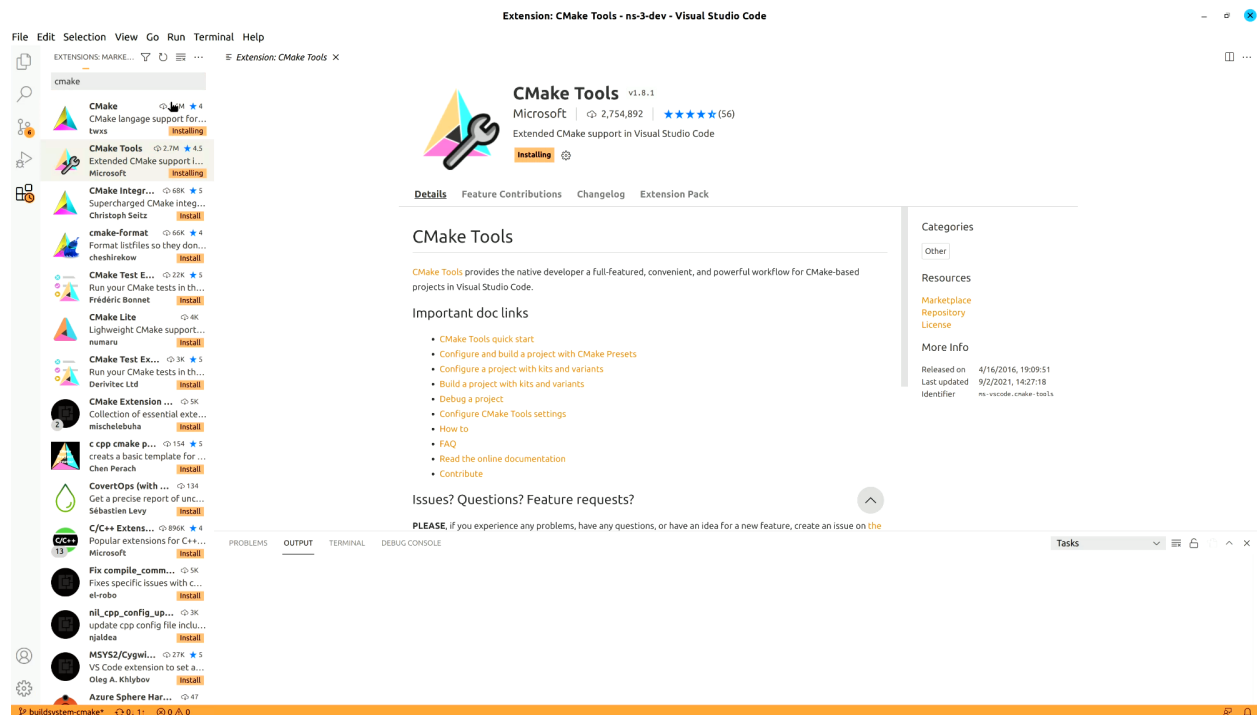 Extension: CMake Tools - ns-3-dev - Visual Studio Code
File Edit Selection View Go Run Terminal Help
EXTENSIONS: MARKE...
Extension: CMake Tools
cmake
CMake 4
CMake langage support for...
twxs Installing
CMake Tools 2.7M 4.5
Extended CMake support i...
Microsoft Installing
CMake Integr... 68K 5
Supercharged CMake integ...
Christoph Seitz Install
cmake-format 66K 4
Format listfiles so they don...
cheshirekow Install
CMake Test E... 22K 5
Run your CMake tests in th...
Frédéric Bonnet Install
CMake Lite 4K
Lighweight CMake support...
numaru Install
CMake Test Ex... 3K 5
Run your CMake tests in th...
Derivitec Ltd Install
CMake Extension ... 5K
Collection of essential exte...
2 mischelebuha Install
c cpp cmake p... 154 5
creats a basic template for ...
Chen Perach Install
CovertOps (with ... 134
Get a precise report of unc...
Sébastien Levy Install
C/C++ Extens... 896K 4
C/C++ Popular extensions for C++...
13 Microsoft Install
Fix compile_comm... 5K
Fixes specific issues with c...
el-robo Install
nil_cpp_config_up... 3K
update cpp config file inclu...
njaldea Install
MSYS2/Cygwi... 27K 5
VS Code extension to set a...
Oleg A. Khlybov Install
Azure Sphere Har... 47
6
CMake Tools v1.8.1
Microsoft 2,754,892 (56)
Extended CMake support in Visual Studio Code
Installing
Details Feature Contributions Changelog Extension Pack
CMake Tools
CMake Tools provides the native developer a full-featured, convenient, and powerful workflow for CMake-based
projects in Visual Studio Code.
Important doc links
• CMake Tools quick start
• Configure and build a project with CMake Presets
• Configure a project with kits and variants
• Build a project with kits and variants
• Debug a project
• Configure CMake Tools settings
• How to
• FAQ
• Read the online documentation
• Contribute
Issues? Questions? Feature requests?
PLEASE, if you experience any problems, have any questions, or have an idea for a new feature, create an issue on the
Categories
Other
Resources
Marketplace
Repository
License
More Info
Released on 4/16/2016, 19:09:51
Last updated 9/2/2021, 14:27:18
Identifier ms-vscode.cmake-tools
PROBLEMS OUTPUT TERMINAL DEBUG CONSOLE Tasks
buildsystem-cmake* 0↓ 1↑ 0 0